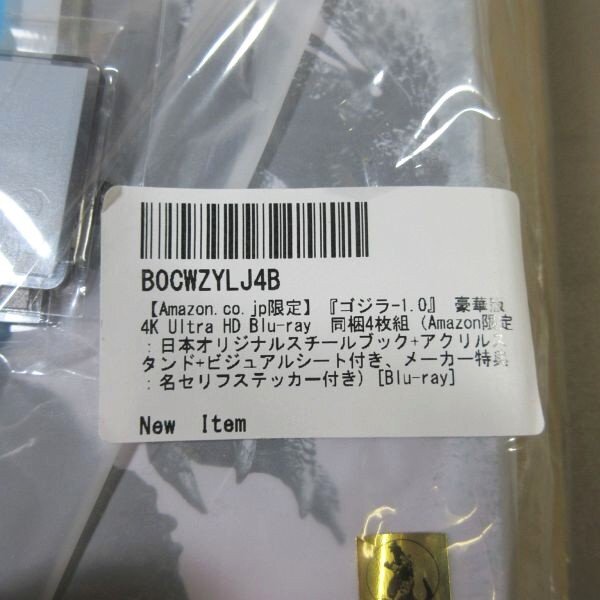 B0CWZYLJ4B
【Amazon.co.jp限定】『ゴジラ-1.0』 豪華版
4K Ultra HD Blu-ray 同梱4枚組 (Amazon限定
：日本オリジナルスチールブック+アクリルス
タンド+ビジュアルシート付き、メーカー特典
：名セリフステッカー付き) [Blu-ray]
New Item